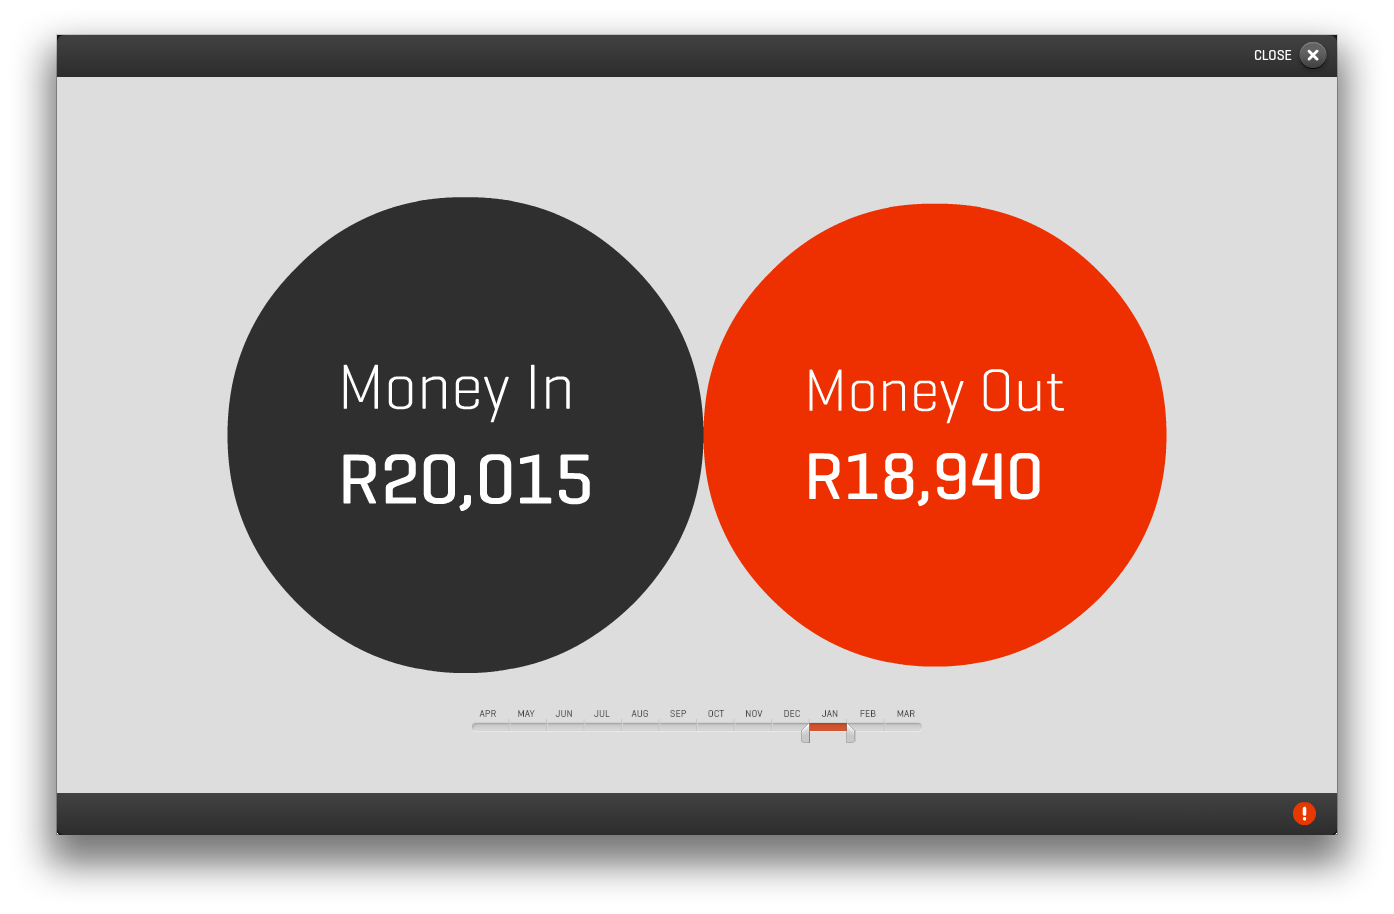 CLOSE
Money In
R20,015
Money Out
R18,940
APR MAY JUN JUL AUG SEP OCT NOV DEC JAN FEB MAR